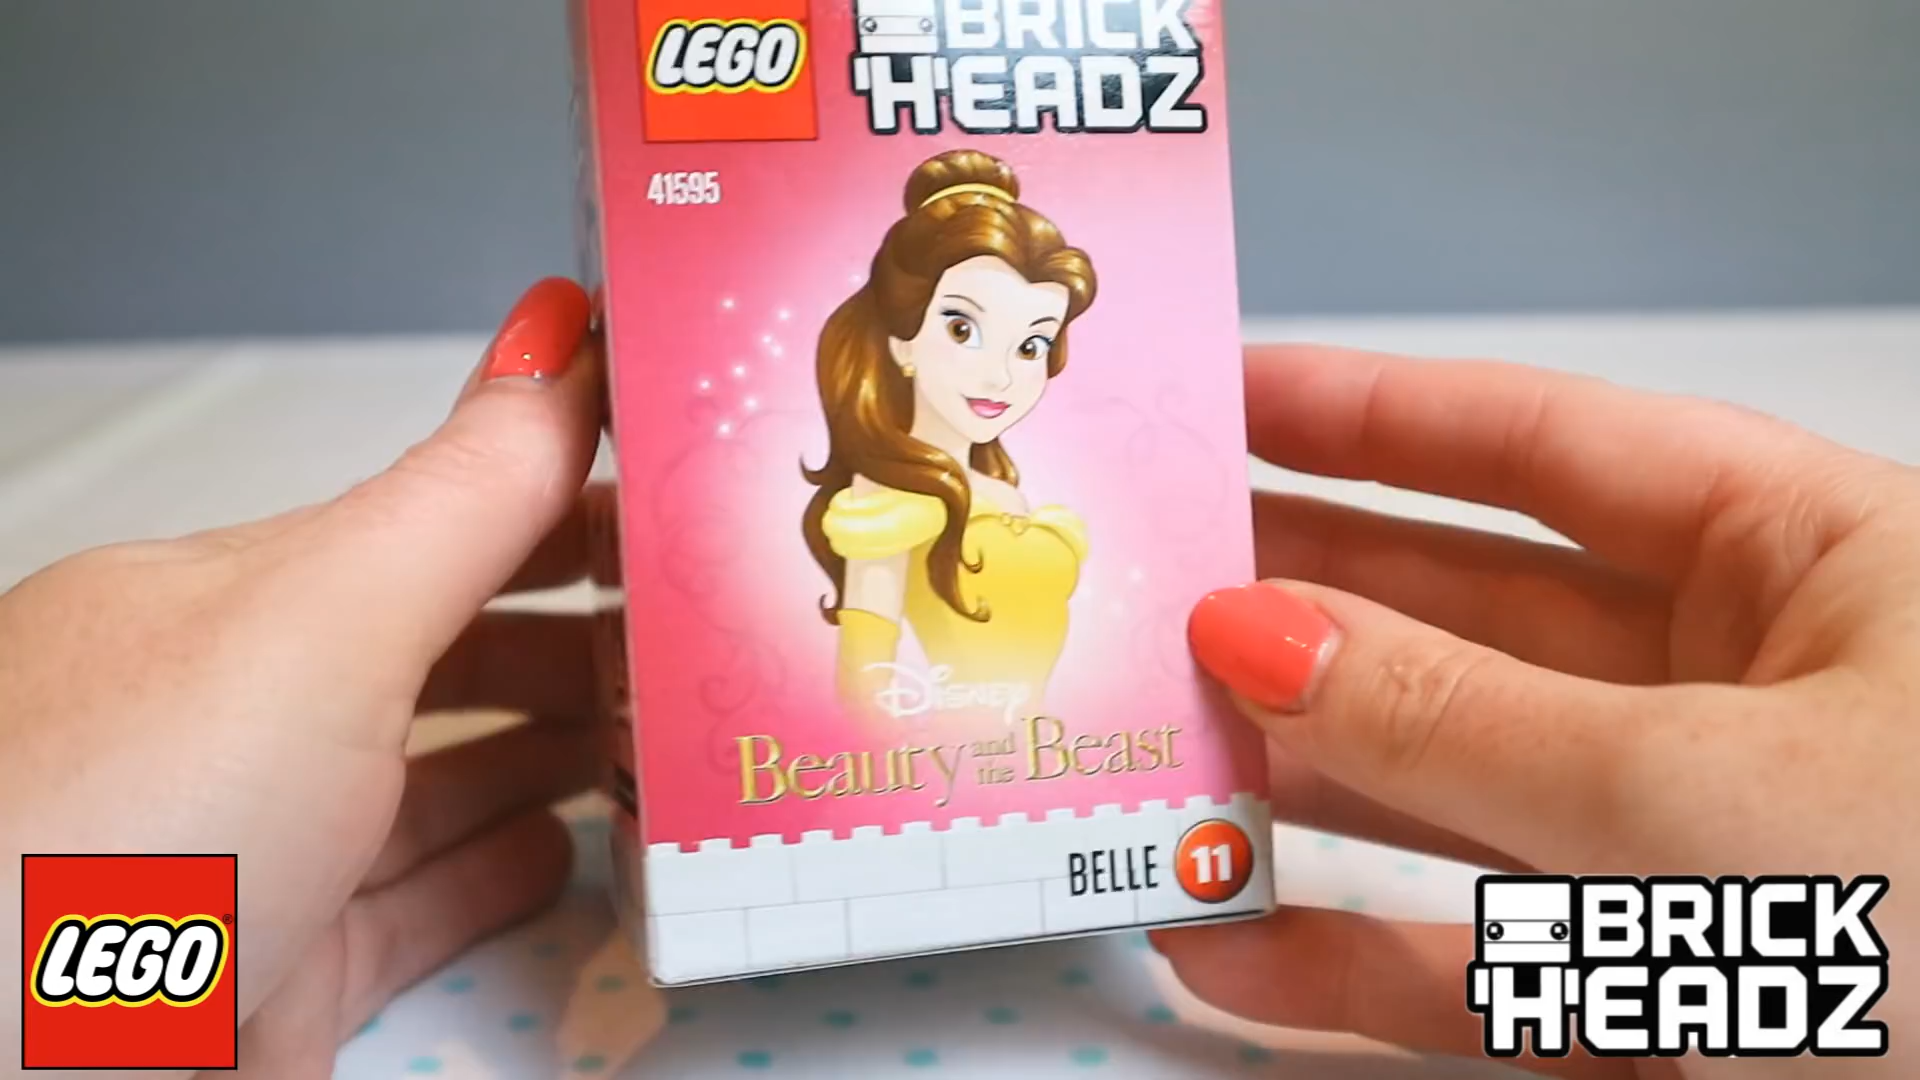 LEGO
BRICK
'H'EADZ
41595
Disney
Beauty and the Beast
BELLE 11
LEGO®
BRICK
'H'EADZ